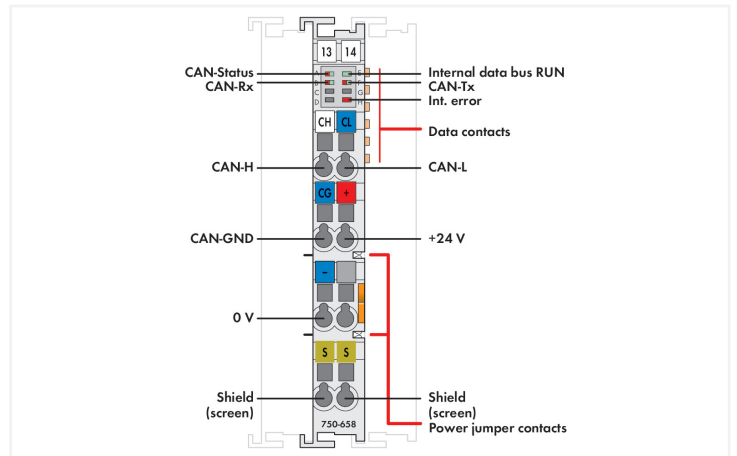 13 14
CAN-Status
A
E
Internal data bus RUN
CAN-Rx
B
F
CAN-Tx
C
G
D
H
Int. error
CH CL
Data contacts
CAN-H
CAN-L
CG +
CAN-GND
+24 V
-
0 V
S S
Shield
(screen)
Shield
(screen)
750-658
Power jumper contacts